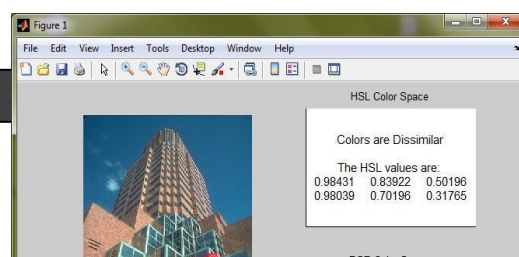 Figure 1
File Edit View Insert Tools Desktop Window Help
HSL Color Space
Colors are Dissimilar
The HSL values are:
0.98431 0.83922 0.50196
0.98039 0.70196 0.31765